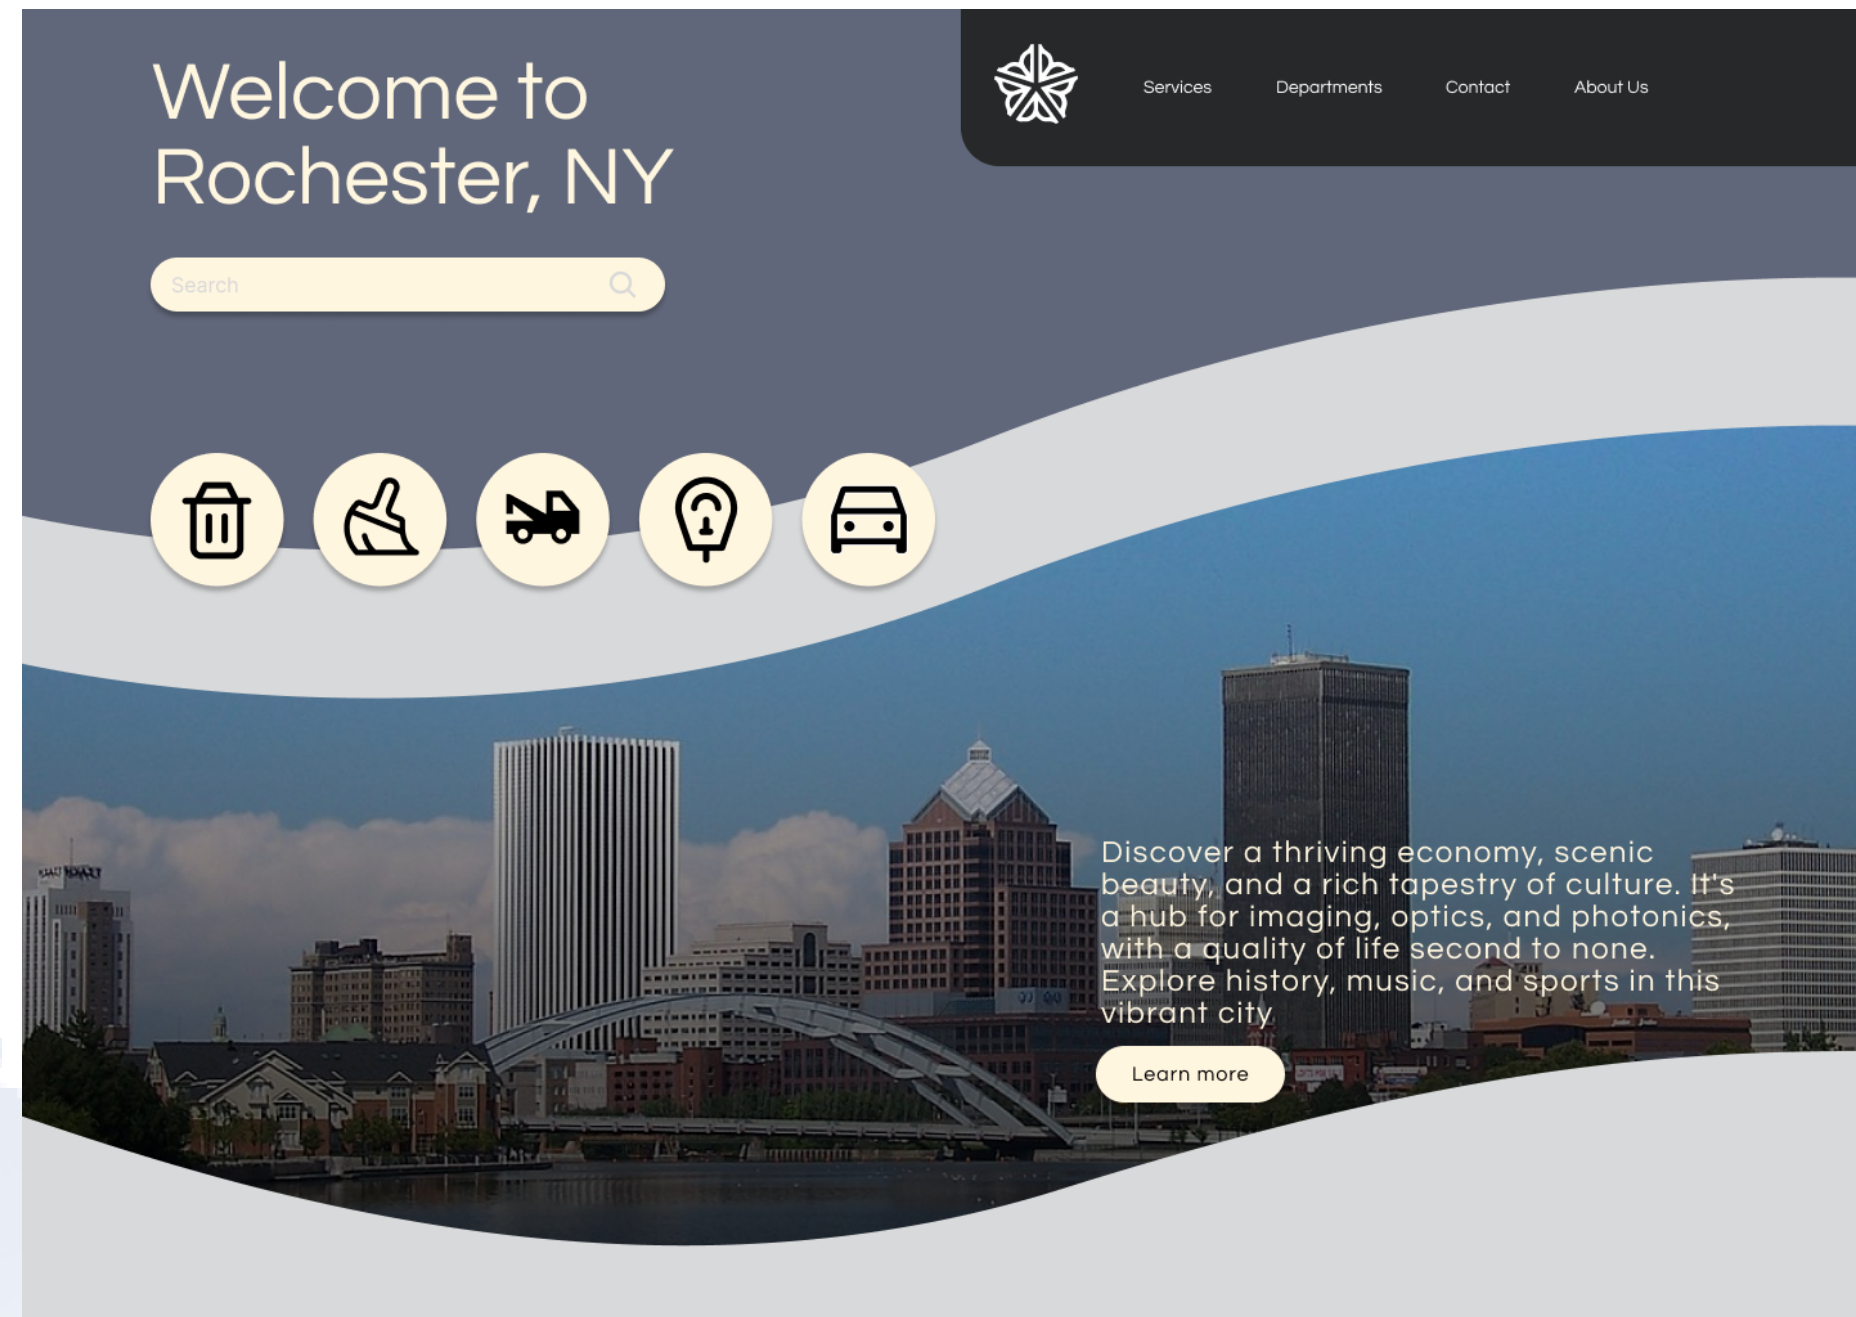 Welcome to
Rochester, NY
Services
Departments
Contact
About Us
Search
Discover a thriving economy, scenic
beauty, and a rich tapestry of culture. It's
a hub for imaging, optics, and photonics,
with a quality of life second to none.
Explore history, music, and sports in this
vibrant city
Learn more